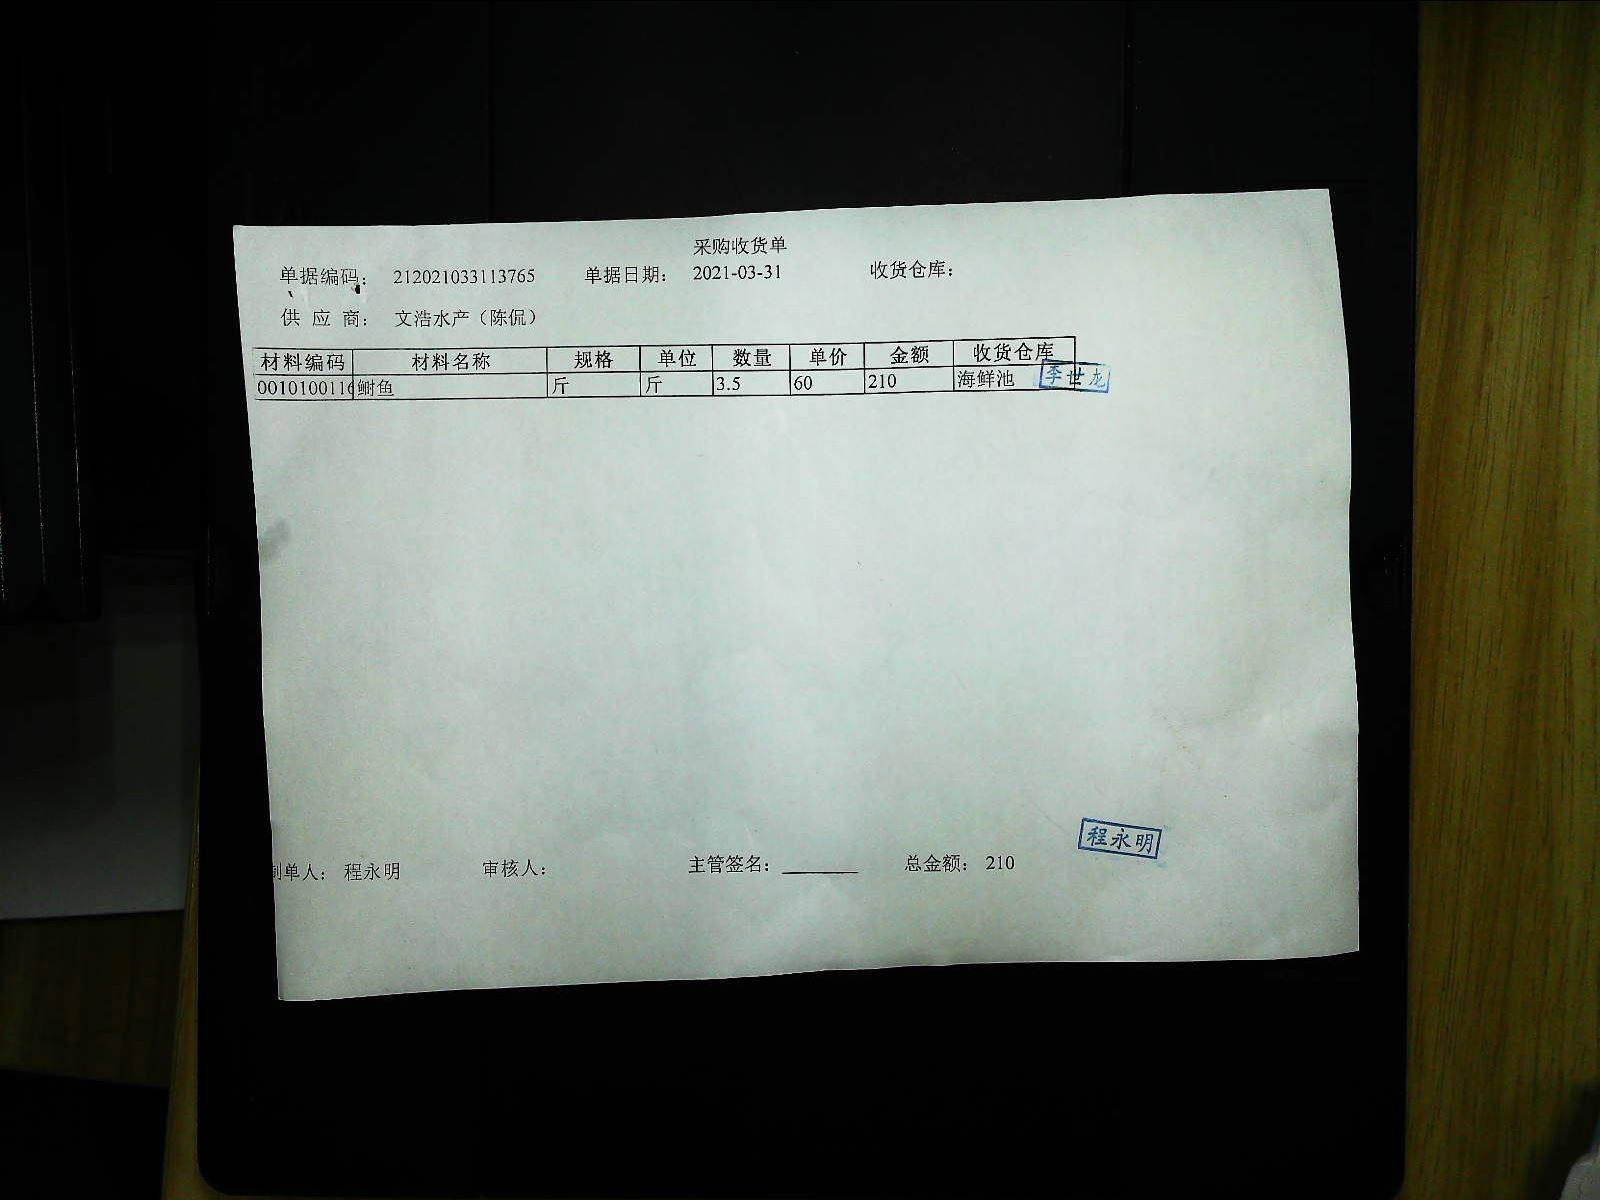 采购收货单
单据编码： 212021033113765 单据日期： 2021-03-31 收货仓库：
供 应 商： 文浩水产（陈侃）
材料编码 材料名称 规格 单位 数量 单价 金额 收货仓库
0010100116 鲥鱼 斤 斤 3.5 60 210 海鲜池 李世龙
程永明
制单人： 程永明 审核人： 主管签名： 总金额： 210